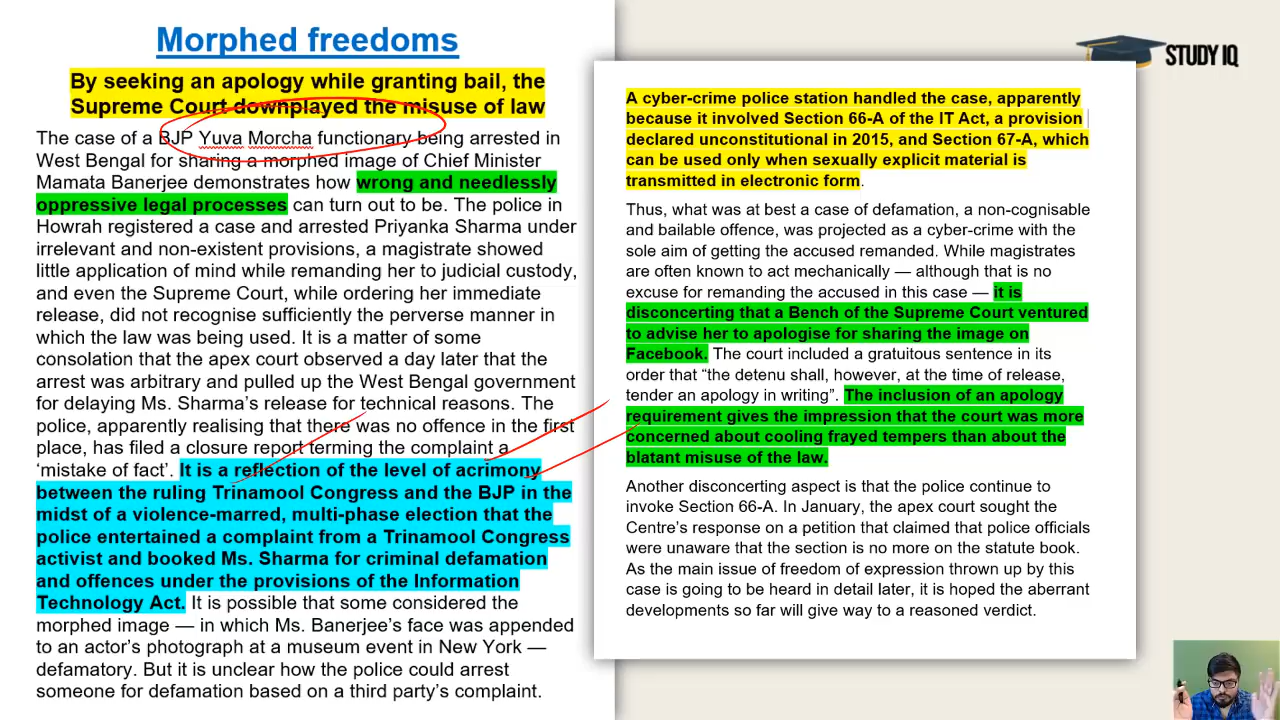 Morphed freedoms
By seeking an apology while granting bail, the
Supreme Court downplayed the misuse of law
The case of a BJP Yuva Morcha functionary being arrested in
West Bengal for sharing a morphed image of Chief Minister
Mamata Banerjee demonstrates how wrong and needlessly
oppressive legal processes can turn out to be. The police in
Howrah registered a case and arrested Priyanka Sharma under
irrelevant and non-existent provisions, a magistrate showed
little application of mind while remanding her to judicial custody,
and even the Supreme Court, while ordering her immediate
release, did not recognise sufficiently the perverse manner in
which the law was being used. It is a matter of some
consolation that the apex court observed a day later that the
arrest was arbitrary and pulled up the West Bengal government
for delaying Ms. Sharma’s release for technical reasons. The
police, apparently realising that there was no offence in the first
place, has filed a closure report terming the complaint a
‘mistake of fact’. It is a reflection of the level of acrimony
between the ruling Trinamool Congress and the BJP in the
midst of a violence-marred, multi-phase election that the
police entertained a complaint from a Trinamool Congress
activist and booked Ms. Sharma for criminal defamation
and offences under the provisions of the Information
Technology Act. It is possible that some considered the
morphed image — in which Ms. Banerjee’s face was appended
to an actor’s photograph at a museum event in New York —
defamatory. But it is unclear how the police could arrest
someone for defamation based on a third party’s complaint.
STUDY IQ
A cyber-crime police station handled the case, apparently
because it involved Section 66-A of the IT Act, a provision
declared unconstitutional in 2015, and Section 67-A, which
can be used only when sexually explicit material is
transmitted in electronic form.
Thus, what was at best a case of defamation, a non-cognisable
and bailable offence, was projected as a cyber-crime with the
sole aim of getting the accused remanded. While magistrates
are often known to act mechanically — although that is no
excuse for remanding the accused in this case — it is
disconcerting that a Bench of the Supreme Court ventured
to advise her to apologise for sharing the image on
Facebook. The court included a gratuitous sentence in its
order that “the detenu shall, however, at the time of release,
tender an apology in writing”. The inclusion of an apology
requirement gives the impression that the court was more
concerned about cooling frayed tempers than about the
blatant misuse of the law.
Another disconcerting aspect is that the police continue to
invoke Section 66-A. In January, the apex court sought the
Centre’s response on a petition that claimed that police officials
were unaware that the section is no more on the statute book.
As the main issue of freedom of expression thrown up by this
case is going to be heard in detail later, it is hoped the aberrant
developments so far will give way to a reasoned verdict.